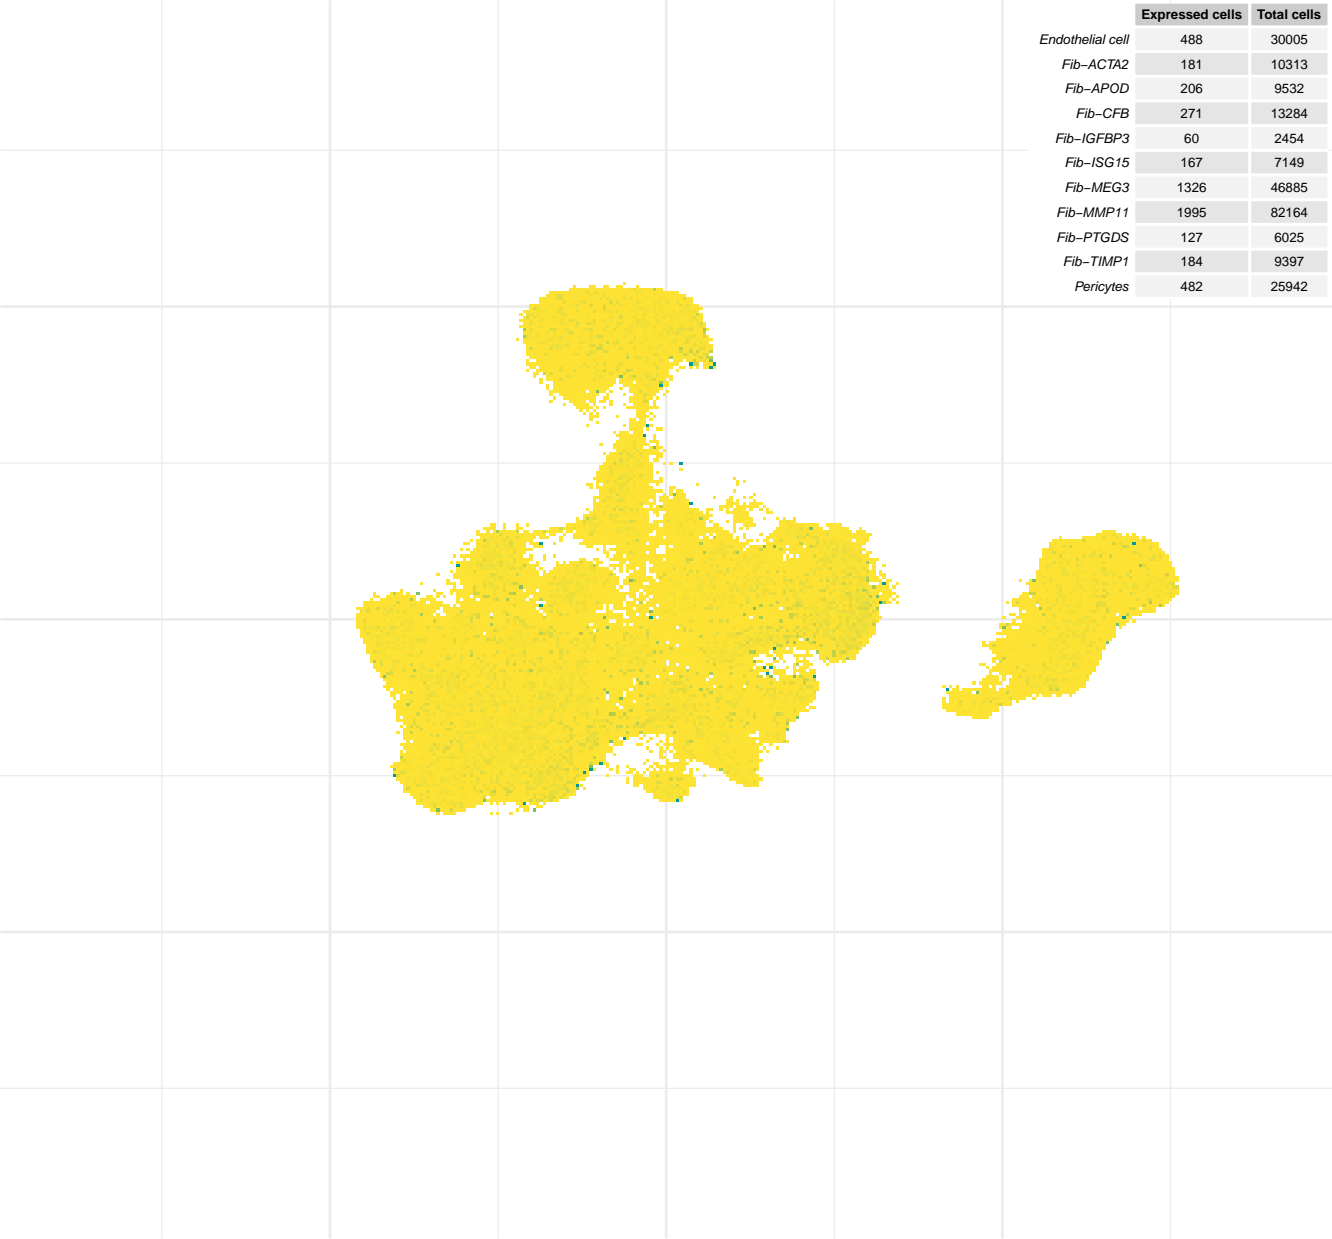 Expressed cells Total cells
Endothelial cell 488 30005
Fib−ACTA2 181 10313
Fib−APOD 206 9532
Fib−CFB 271 13284
Fib−IGFBP3 60 2454
Fib−ISG15 167 7149
Fib−MEG3 1326 46885
Fib−MMP11 1995 82164
Fib−PTGDS 127 6025
Fib−TIMP1 184 9397
Pericytes 482 25942